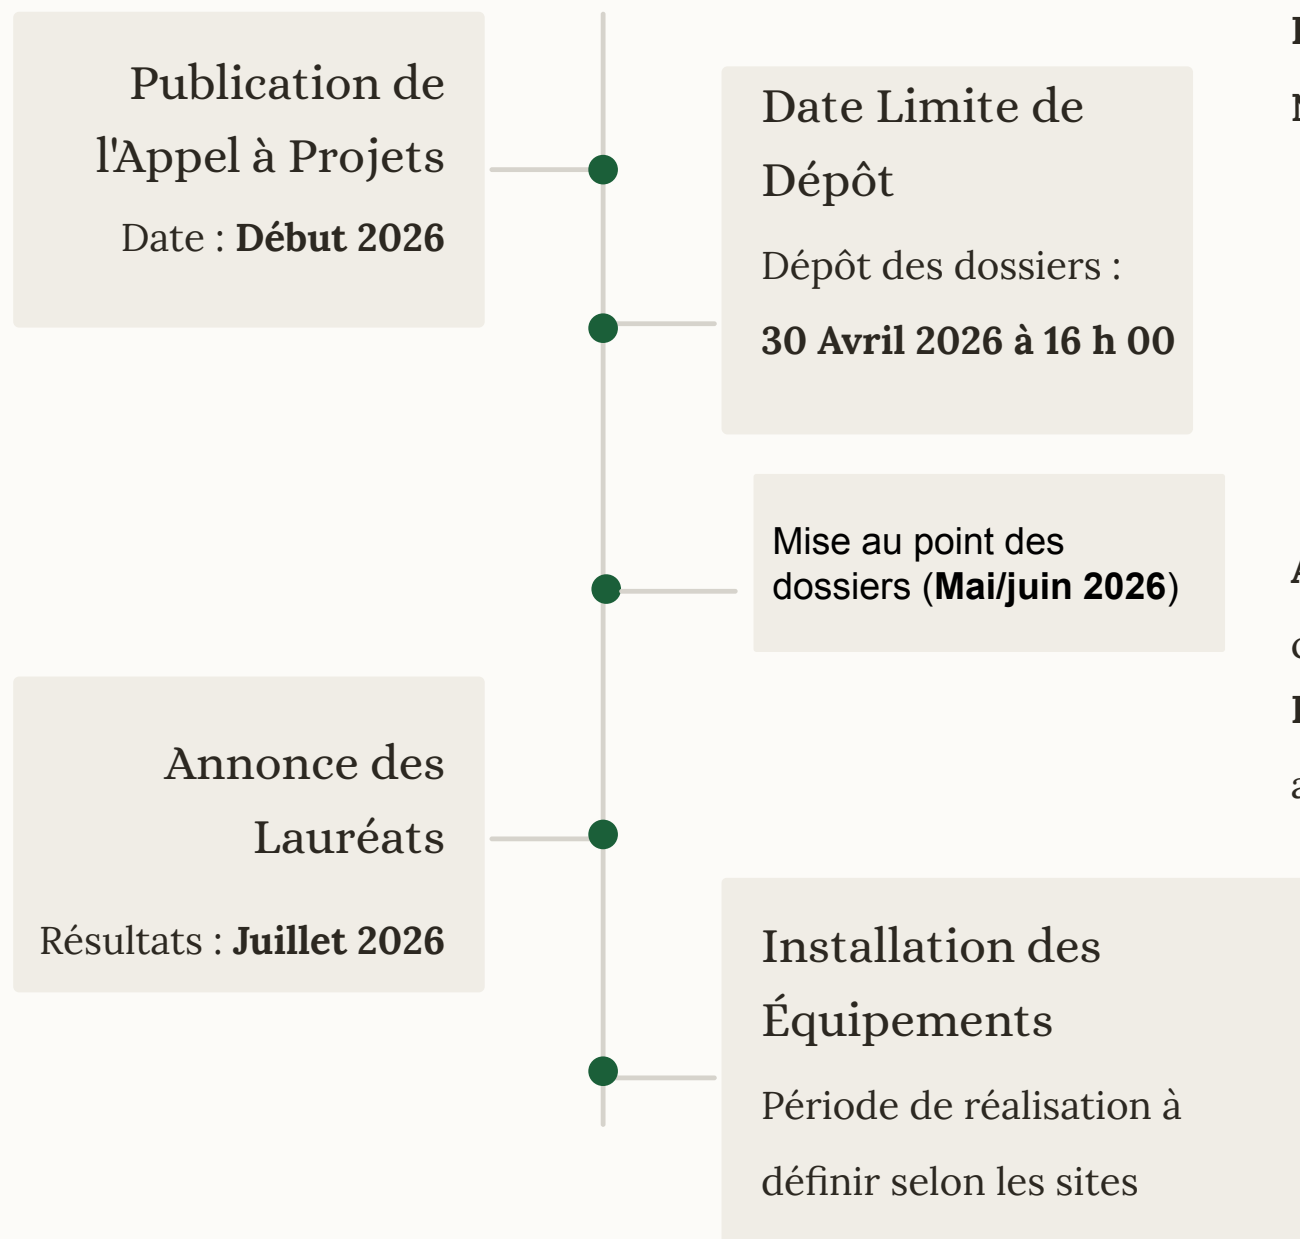 Publication de
l'Appel à Projets
Date : Début 2026
Date Limite de
Dépôt
Dépôt des dossiers :
30 Avril 2026 à 16 h 00
Mise au point des
dossiers (Mai/juin 2026)
Annonce des
Lauréats
Résultats : Juillet 2026
Installation des
Équipements
Période de réalisation à
définir selon les sites